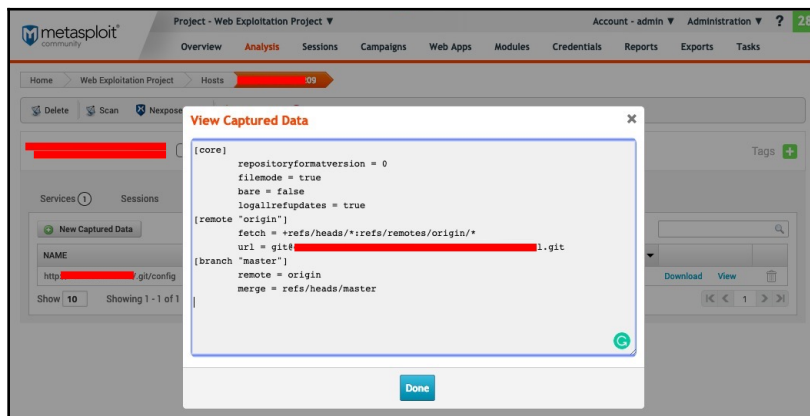 metasploit®
community
Project - Web Exploitation Project ▼
Account - admin ▼ Administration ▼ ? 28
Overview Analysis Sessions Campaigns Web Apps Modules Credentials Reports Exports Tasks
Home Web Exploitation Project Hosts :09
Delete Scan Nexpose
View Captured Data
Tags
[core]
repositoryformatversion = 0
filemode = true
bare = false
logallrefupdates = true
[remote "origin"]
fetch = +refs/heads/*:refs/remotes/origin/*
url = git@ l.git
[branch "master"]
remote = origin
merge = refs/heads/master
Services 1 Sessions
New Captured Data
NAME
http: /.git/config Download View
Show 10 Showing 1 - 1 of 1 1
Done